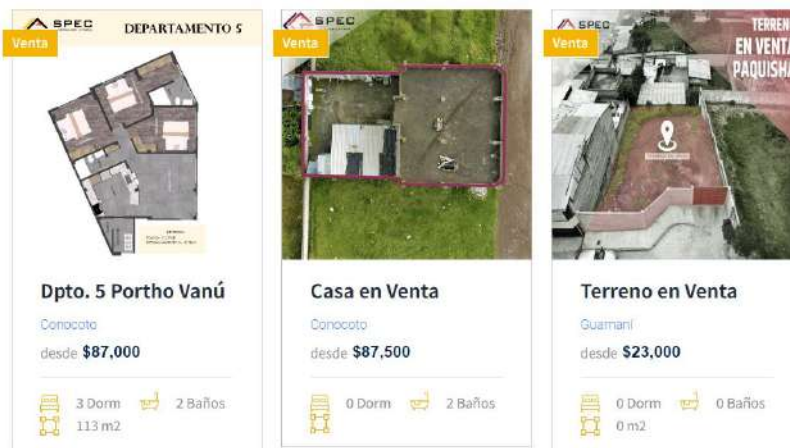 SPEC
DEPARTAMENTO 5
Venta
Dpto. 5 Portho Vanú
Conocoto
desde $87,000
3 Dorm 2 Baños
113 m2
SPEC
Venta
Casa en Venta
Conocoto
desde $87,500
0 Dorm 2 Baños
SPEC
Venta
TERREN
EN VENTA
PAQUISHA
Terreno en Venta
Guamaní
desde $23,000
0 Dorm 0 Baños
0 m2